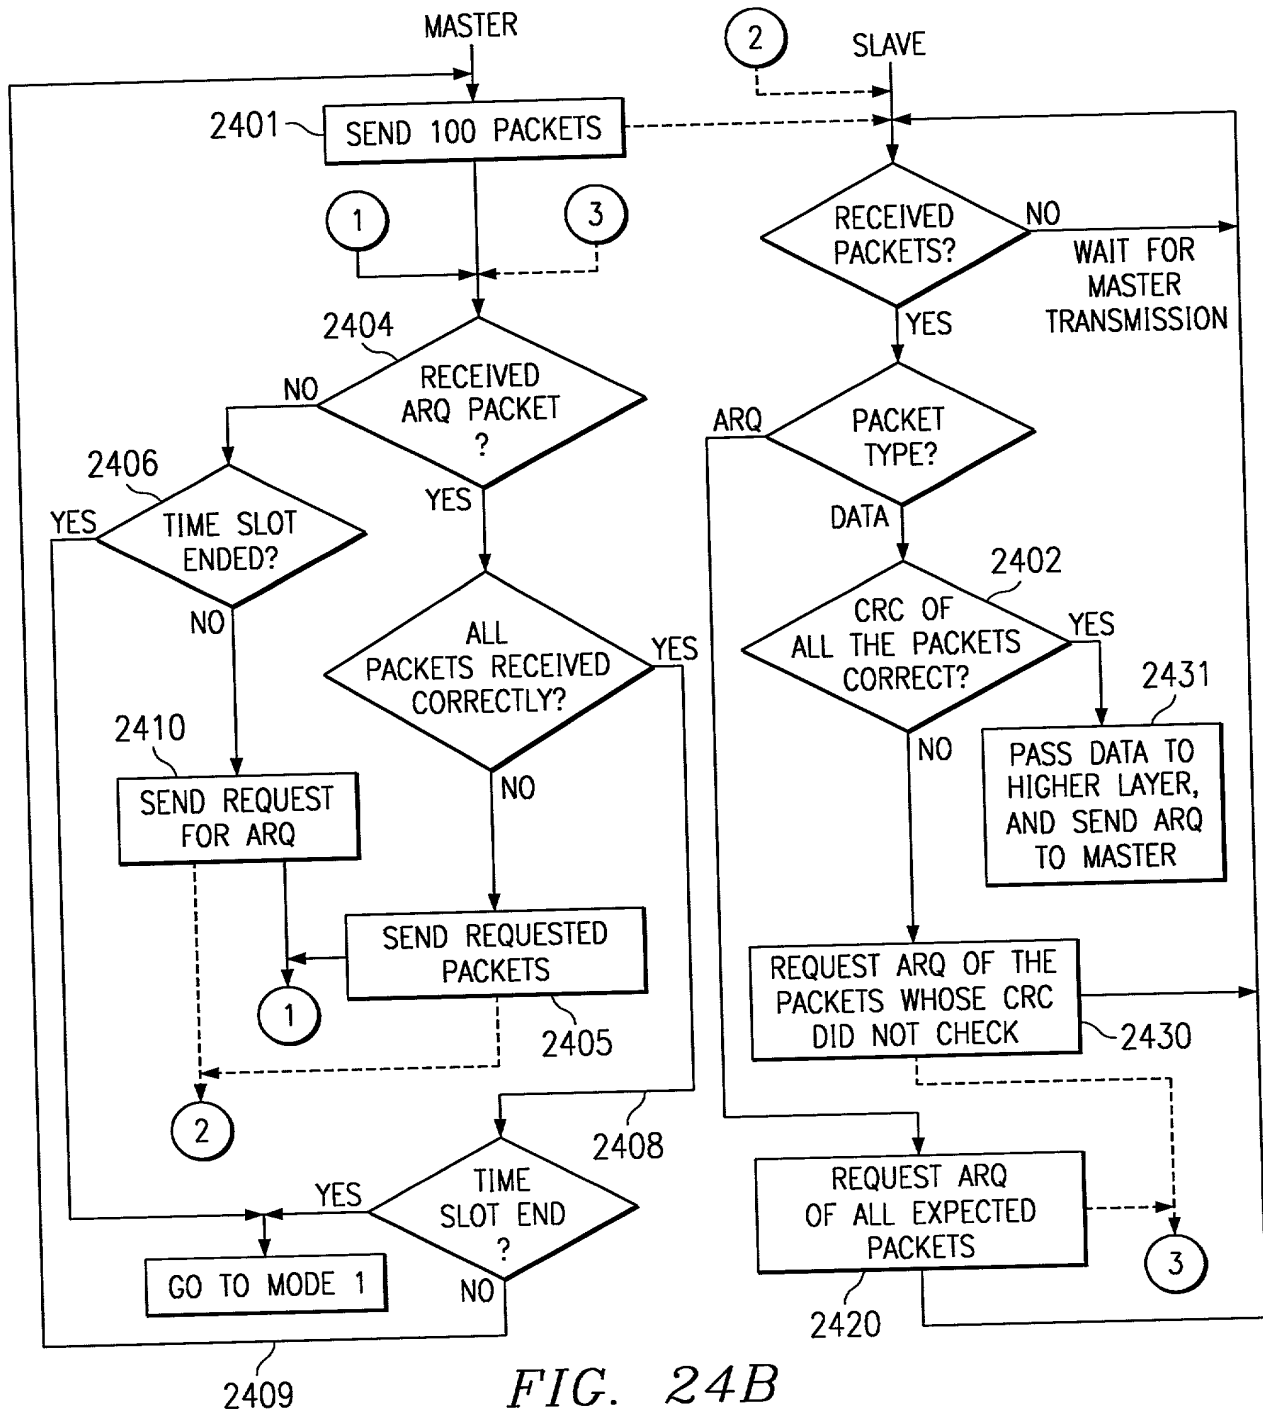 MASTER
2
SLAVE
2401
SEND 100 PACKETS
1
3
RECEIVED
PACKETS?
NO
WAIT FOR
MASTER
TRANSMISSION
YES
2404
RECEIVED
ARQ PACKET
?
NO
YES
ARQ
PACKET
TYPE?
DATA
2406
YES
TIME SLOT
ENDED?
NO
2402
CRC OF
ALL THE PACKETS
CORRECT?
YES
NO
ALL
PACKETS RECEIVED
CORRECTLY?
YES
NO
2431
PASS DATA TO
HIGHER LAYER,
AND SEND ARQ
TO MASTER
2410
SEND REQUEST
FOR ARQ
SEND REQUESTED
PACKETS
2405
1
2
REQUEST ARQ OF THE
PACKETS WHOSE CRC
DID NOT CHECK
2430
2408
TIME
SLOT END
?
YES
NO
GO TO MODE 1
REQUEST ARQ
OF ALL EXPECTED
PACKETS
3
2420
2409
FIG. 24B